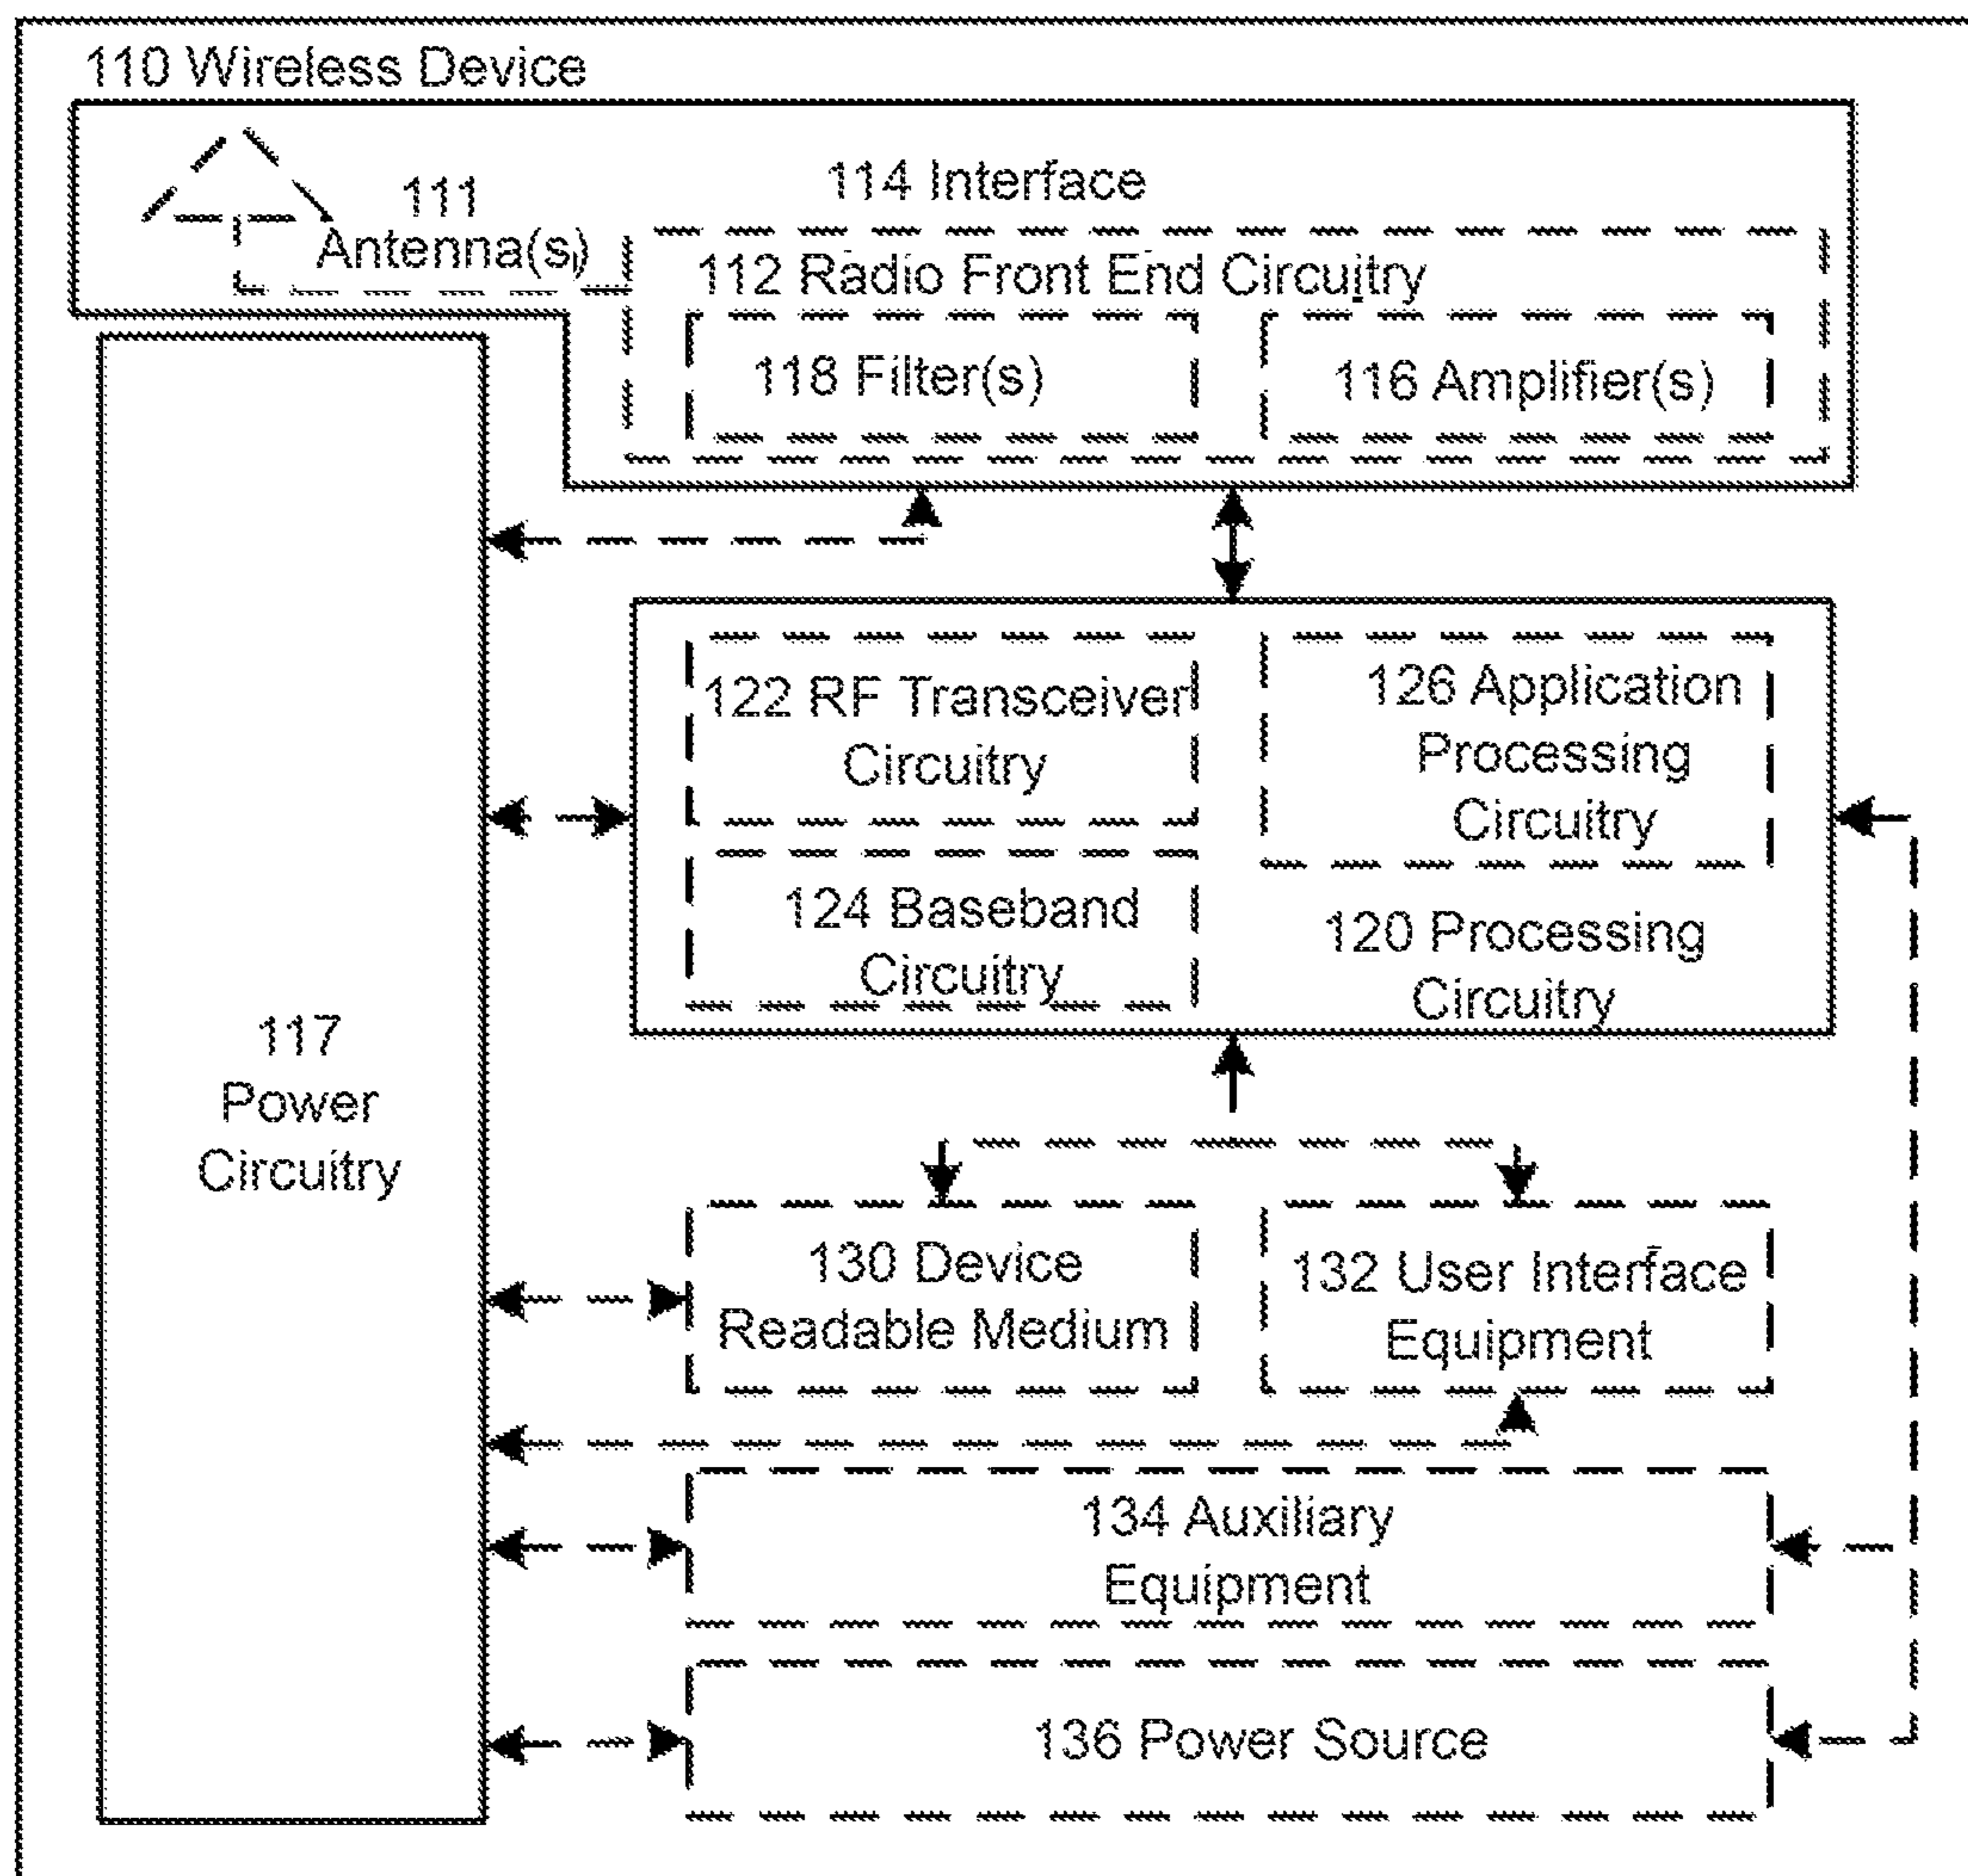 110 Wireless Device
111
Antenna(s)
114 Interface
112 Radio Front End Circuitry
118 Filter(s)
116 Amplifier(s)
122 RF Transceiver
Circuitry
126 Application
Processing
Circuitry
124 Baseband
Circuitry
120 Processing
Circuitry
117
Power
Circuitry
130 Device
Readable Medium
132 User Interface
Equipment
134 Auxiliary
Equipment
136 Power Source